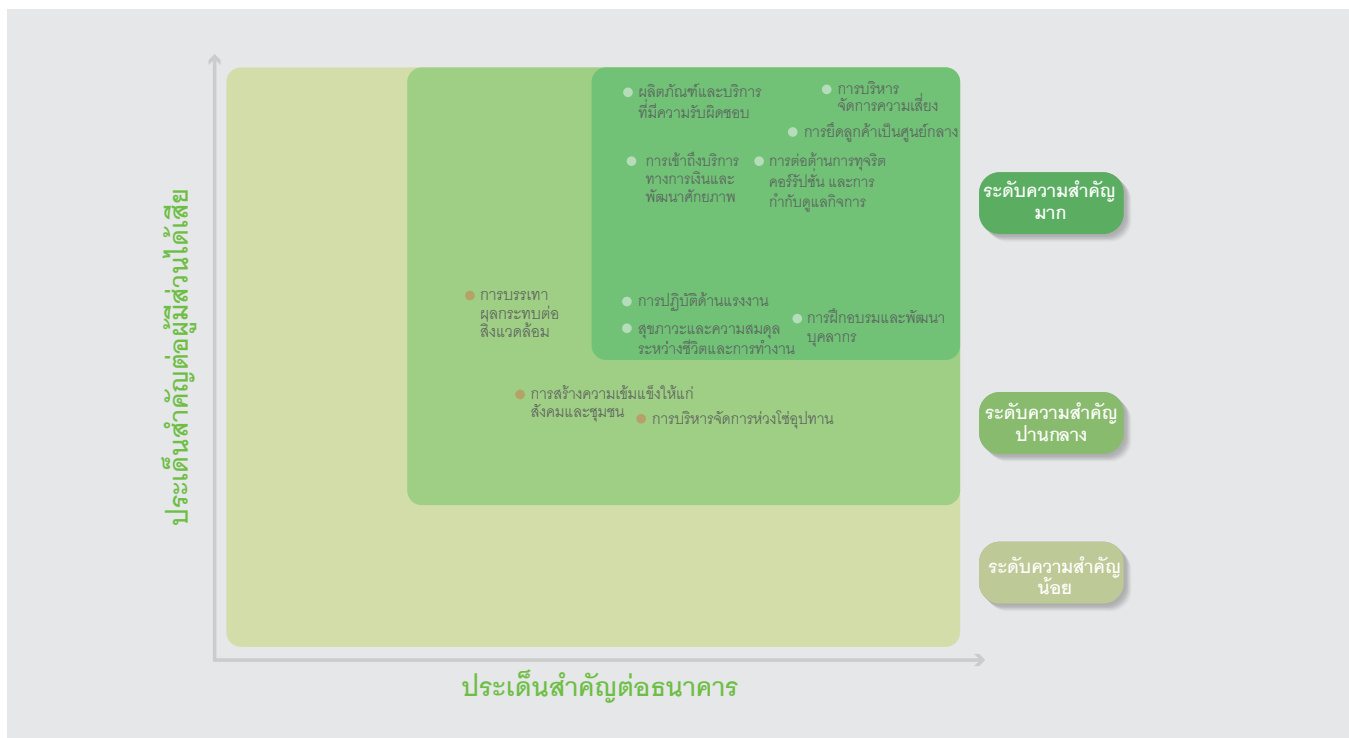 ประเด็นสำคัญต่อผู้มีส่วนได้เสีย
ผลิตภัณฑ์และบริการ
ที่มีความรับผิดชอบ
การบริหาร
จัดการความเสี่ยง
การยึดลูกค้าเป็นศูนย์กลาง
การเข้าถึงบริการ
ทางการเงินและ
พัฒนาศักยภาพ
การต่อต้านการทุจริต
คอร์รัปชั่น และการ
กำกับดูแลกิจการ
การบรรเทา
ผลกระทบต่อ
สิ่งแวดล้อม
การปฏิบัติด้านแรงงาน
สุขภาวะและความสมดุล
ระหว่างชีวิตและการทำงาน
การฝึกอบรมและพัฒนา
บุคลากร
การสร้างความเข้มแข็งให้แก่
สังคมและชุมชน
การบริหารจัดการห่วงโซ่อุปทาน
ระดับความสำคัญ
มาก
ระดับความสำคัญ
ปานกลาง
ระดับความสำคัญ
น้อย
ประเด็นสำคัญต่อธนาคาร